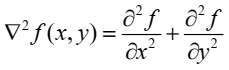 ∇²f(x, y) = ∂²f/∂x² + ∂²f/∂y²